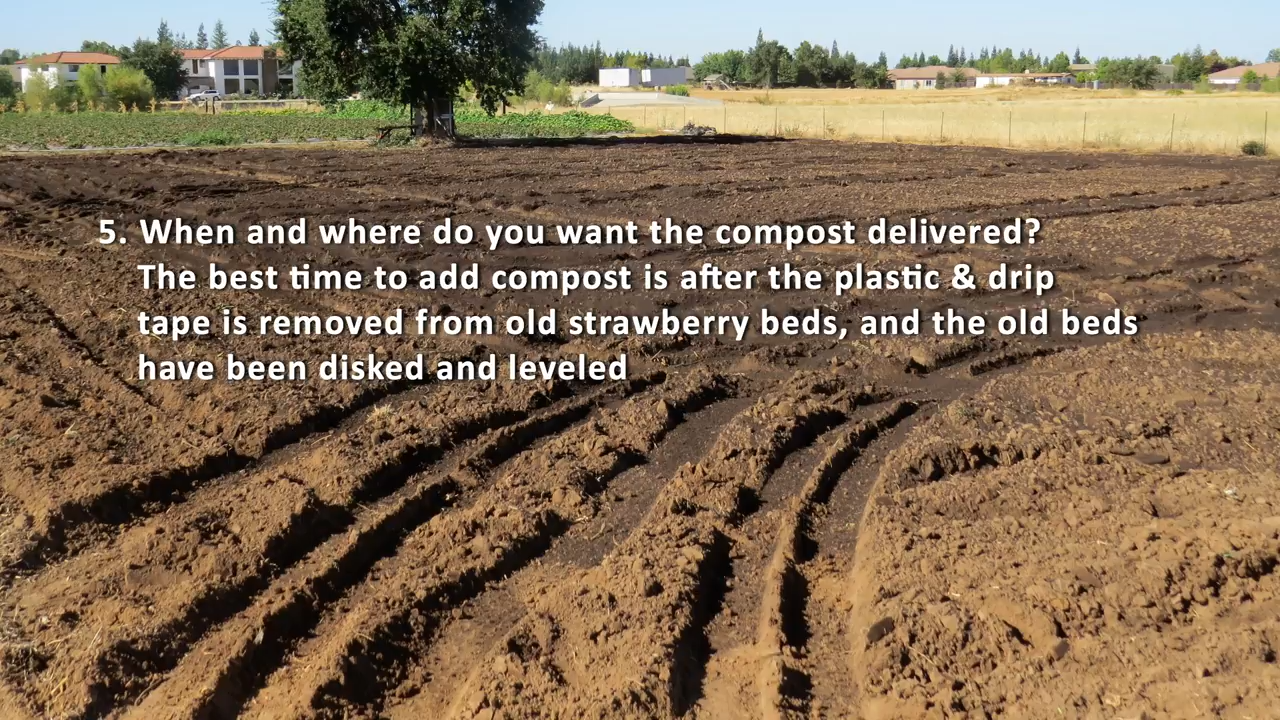 5. When and where do you want the compost delivered?
The best time to add compost is after the plastic & drip
tape is removed from old strawberry beds, and the old beds
have been disked and leveled